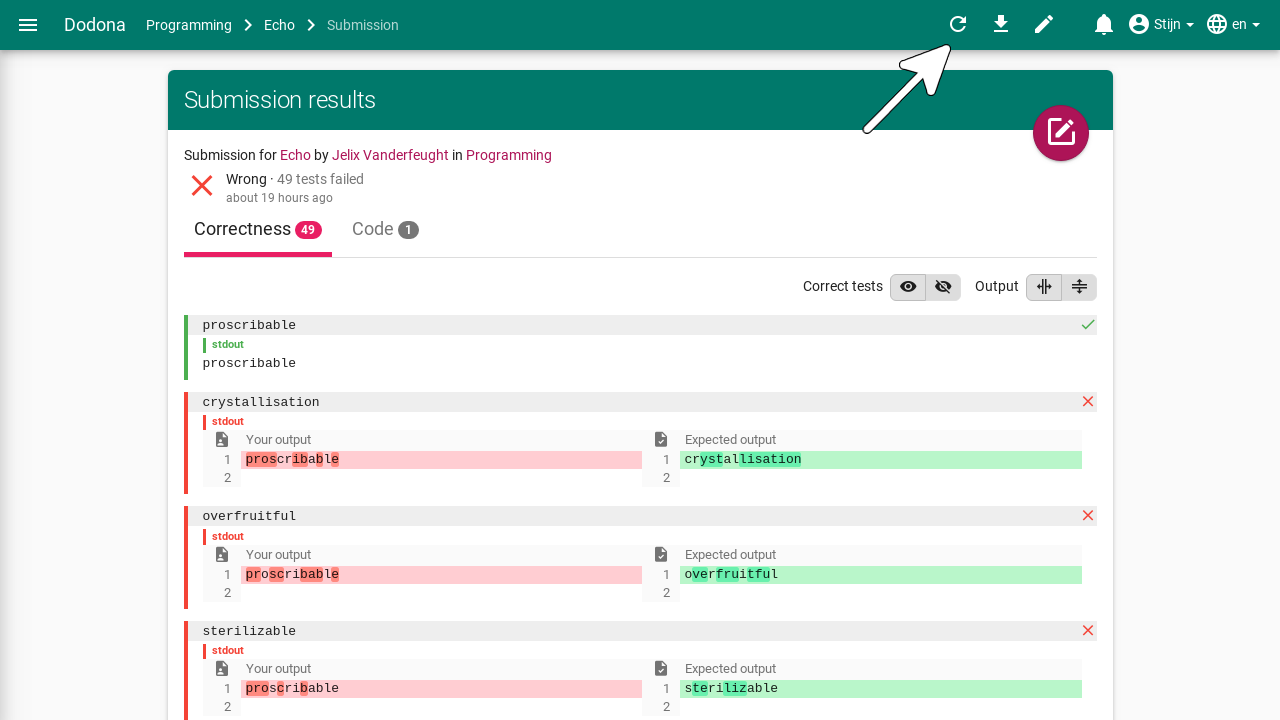 Dodona Programming Echo Submission Stijn en
Submission results
Submission for Echo by Jelix Vanderfeught in Programming
Wrong · 49 tests failed
about 19 hours ago
Correctness 49 Code 1
Correct tests Output
proscribable
stdout
proscribable
crystallisation
stdout
Your output Expected output
1 proscribable 1 crystallisation
2 2
overfruitful
stdout
Your output Expected output
1 proscribable 1 overfruitful
2 2
sterilizable
stdout
Your output Expected output
1 proscribable 1 sterilizable
2 2